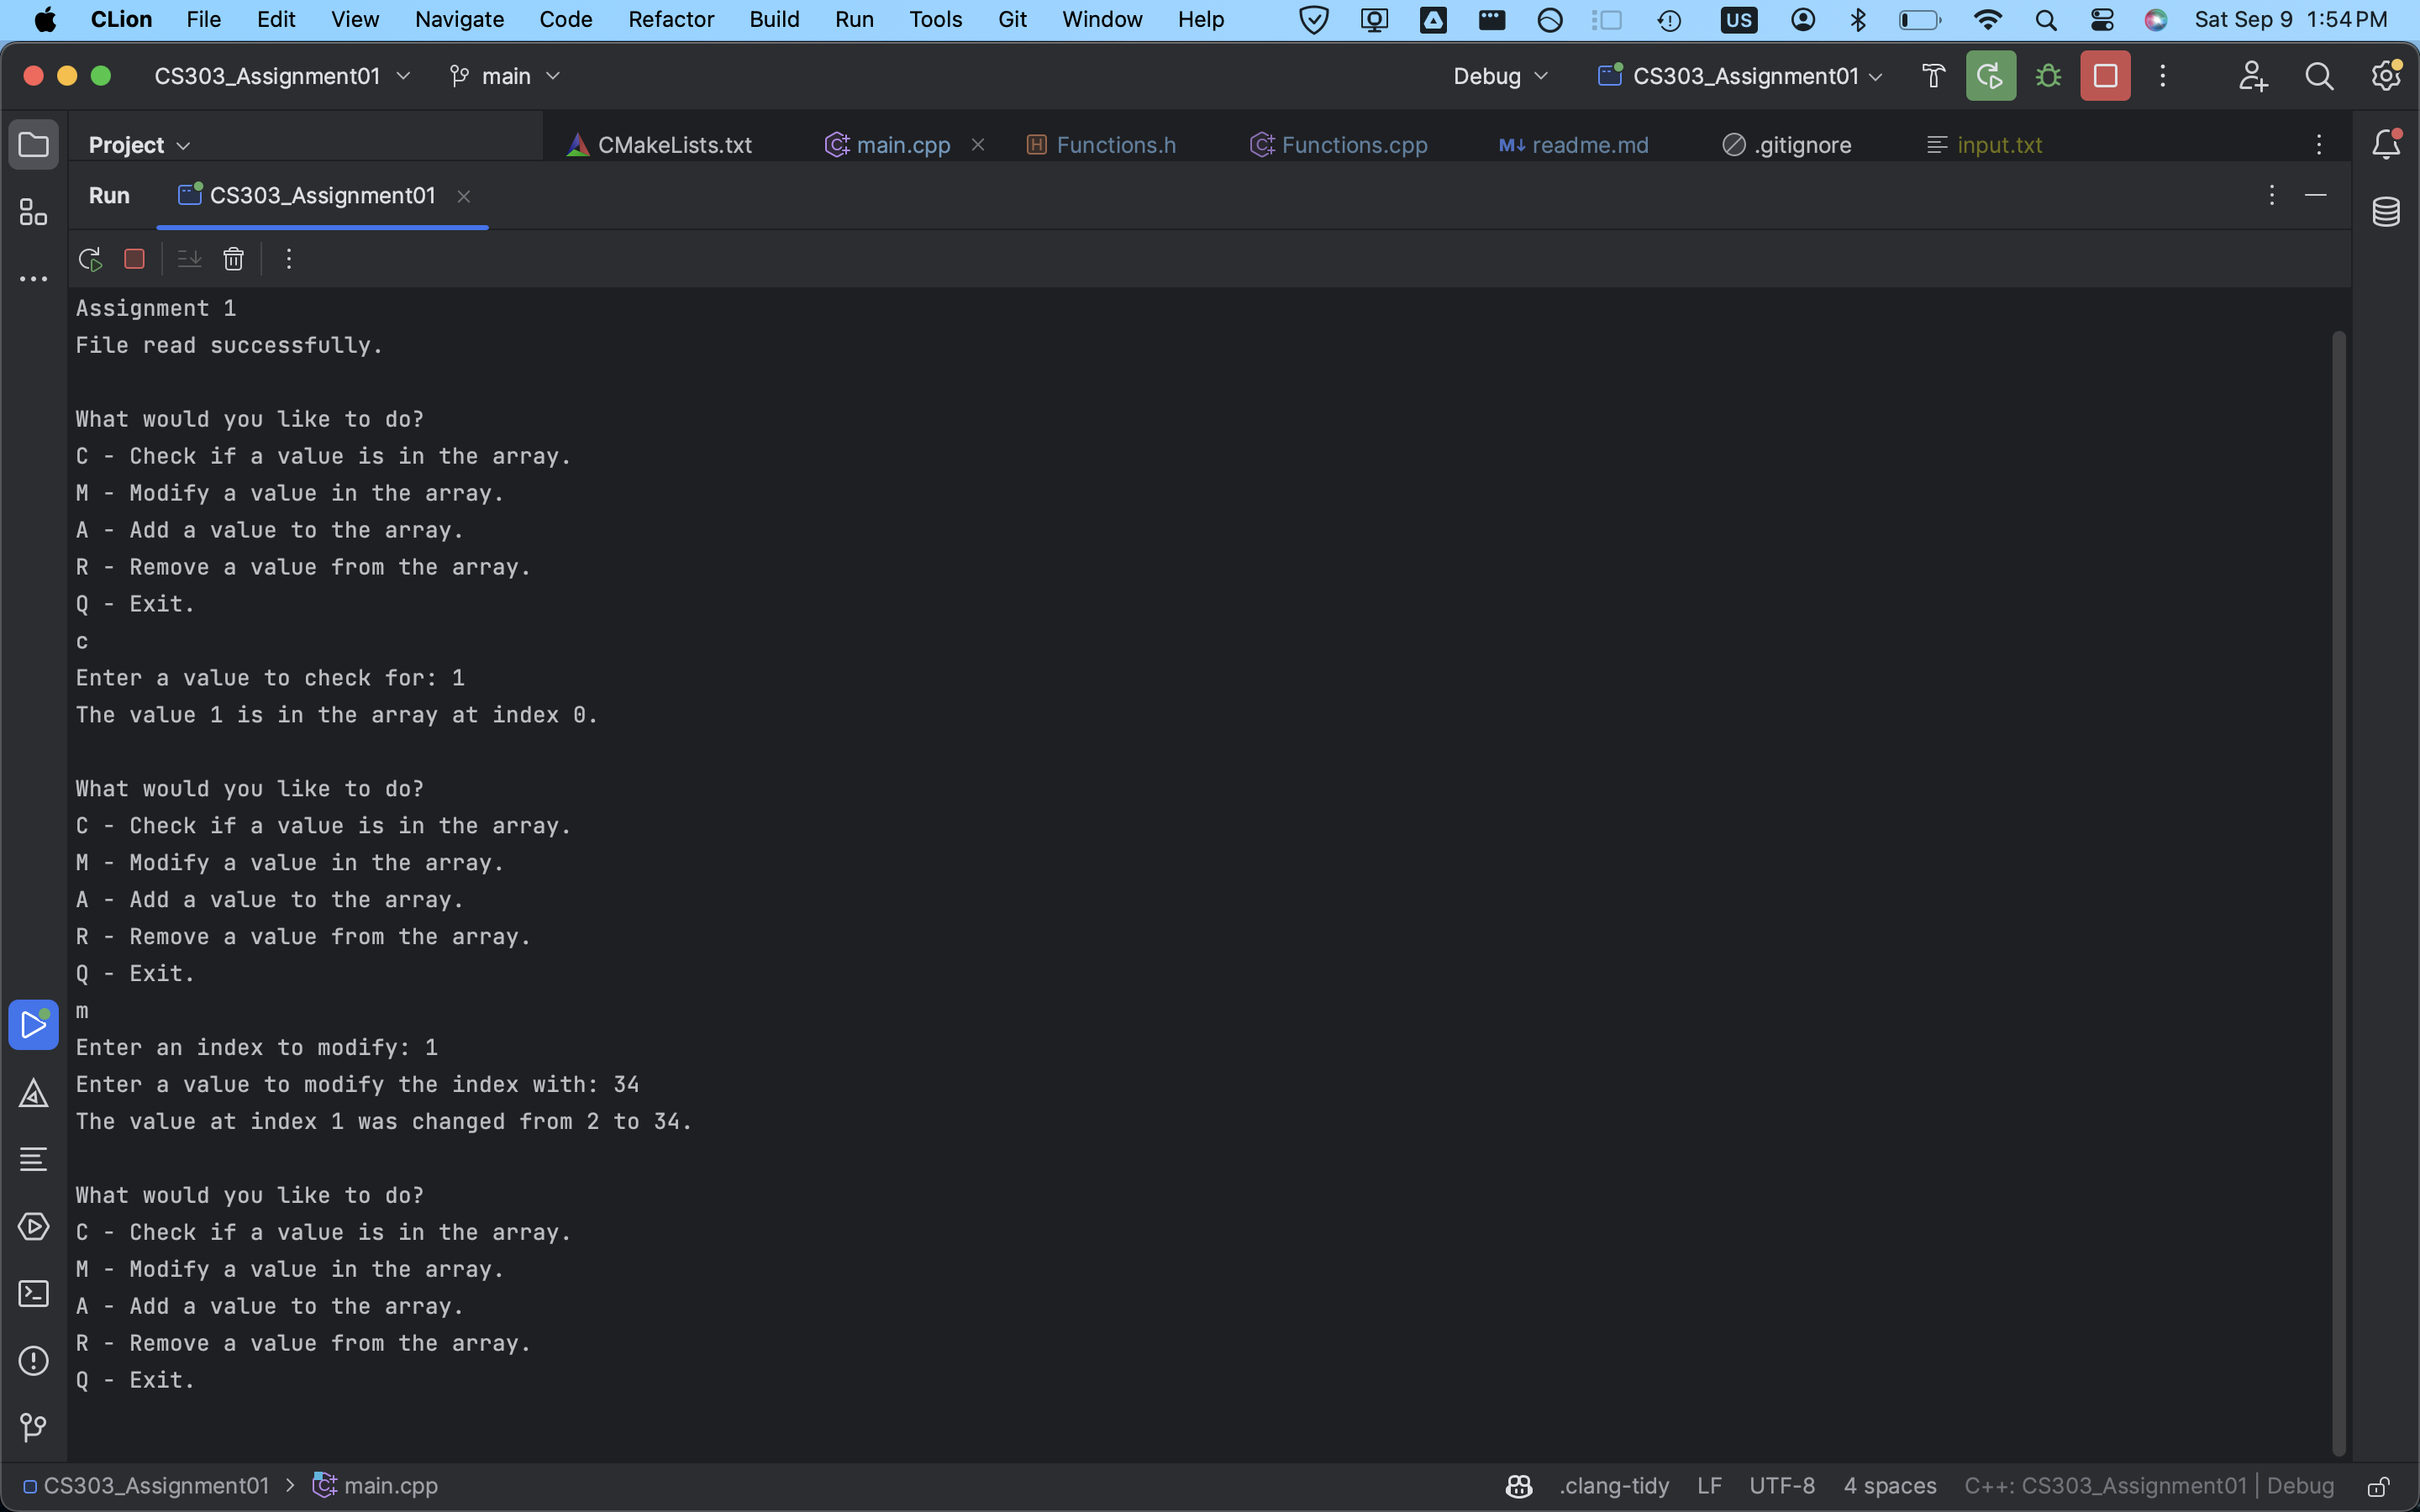 CLion File Edit View Navigate Code Refactor Build Run Tools Git Window Help US Sat Sep 9 1:54 PM
CS303_Assignment01 main Debug CS303_Assignment01
Project CMakeLists.txt main.cpp Functions.h Functions.cpp M↓ readme.md .gitignore input.txt
Run CS303_Assignment01
Assignment 1
File read successfully.
What would you like to do?
C - Check if a value is in the array.
M - Modify a value in the array.
A - Add a value to the array.
R - Remove a value from the array.
Q - Exit.
c
Enter a value to check for: 1
The value 1 is in the array at index 0.
What would you like to do?
C - Check if a value is in the array.
M - Modify a value in the array.
A - Add a value to the array.
R - Remove a value from the array.
Q - Exit.
m
Enter an index to modify: 1
Enter a value to modify the index with: 34
The value at index 1 was changed from 2 to 34.
What would you like to do?
C - Check if a value is in the array.
M - Modify a value in the array.
A - Add a value to the array.
R - Remove a value from the array.
Q - Exit.
CS303_Assignment01 > main.cpp .clang-tidy LF UTF-8 4 spaces C++: CS303_Assignment01 | Debug